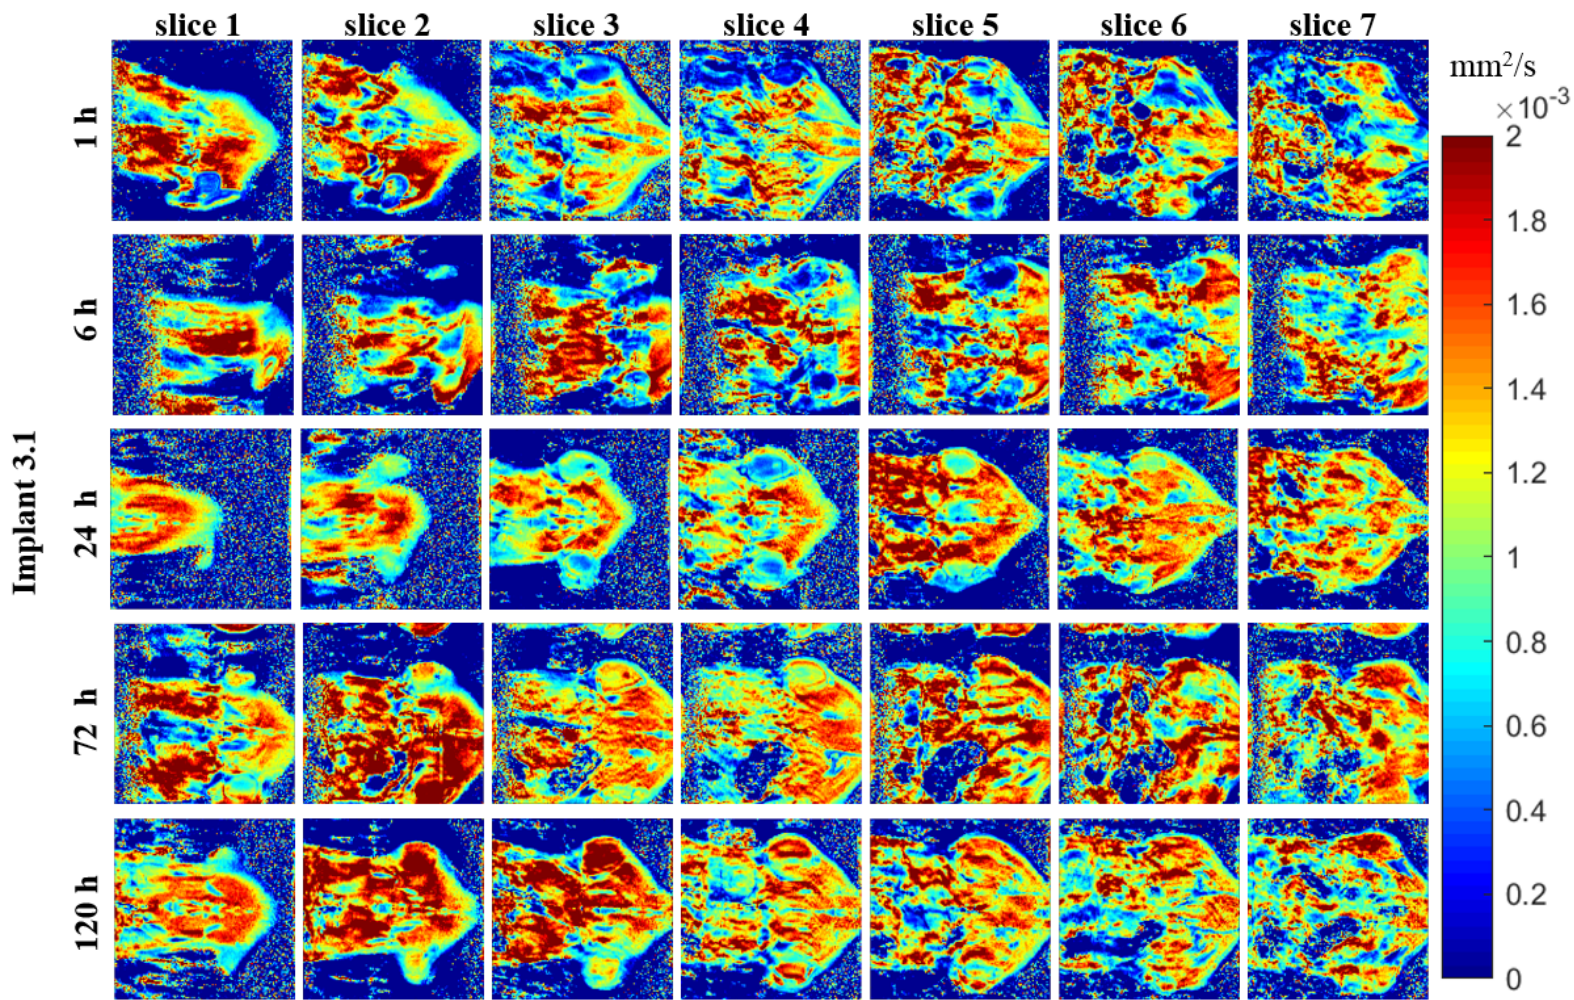 slice 1 slice 2 slice 3 slice 4 slice 5 slice 6 slice 7
mm²/s
×10⁻³
1 h
6 h
24 h
72 h
120 h
Implant 3.1
2
1.8
1.6
1.4
1.2
1
0.8
0.6
0.4
0.2
0